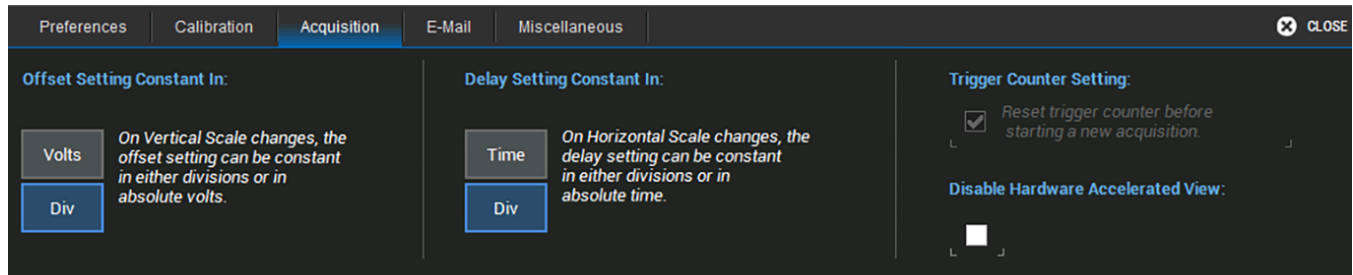 Preferences
Calibration
Acquisition
E-Mail
Miscellaneous
CLOSE
Offset Setting Constant In:
Volts
Div
On Vertical Scale changes, the
offset setting can be constant
in either divisions or in
absolute volts.
Delay Setting Constant In:
Time
Div
On Horizontal Scale changes, the
delay setting can be constant
in either divisions or in
absolute time.
Trigger Counter Setting:
Reset trigger counter before
starting a new acquisition.
Disable Hardware Accelerated View: